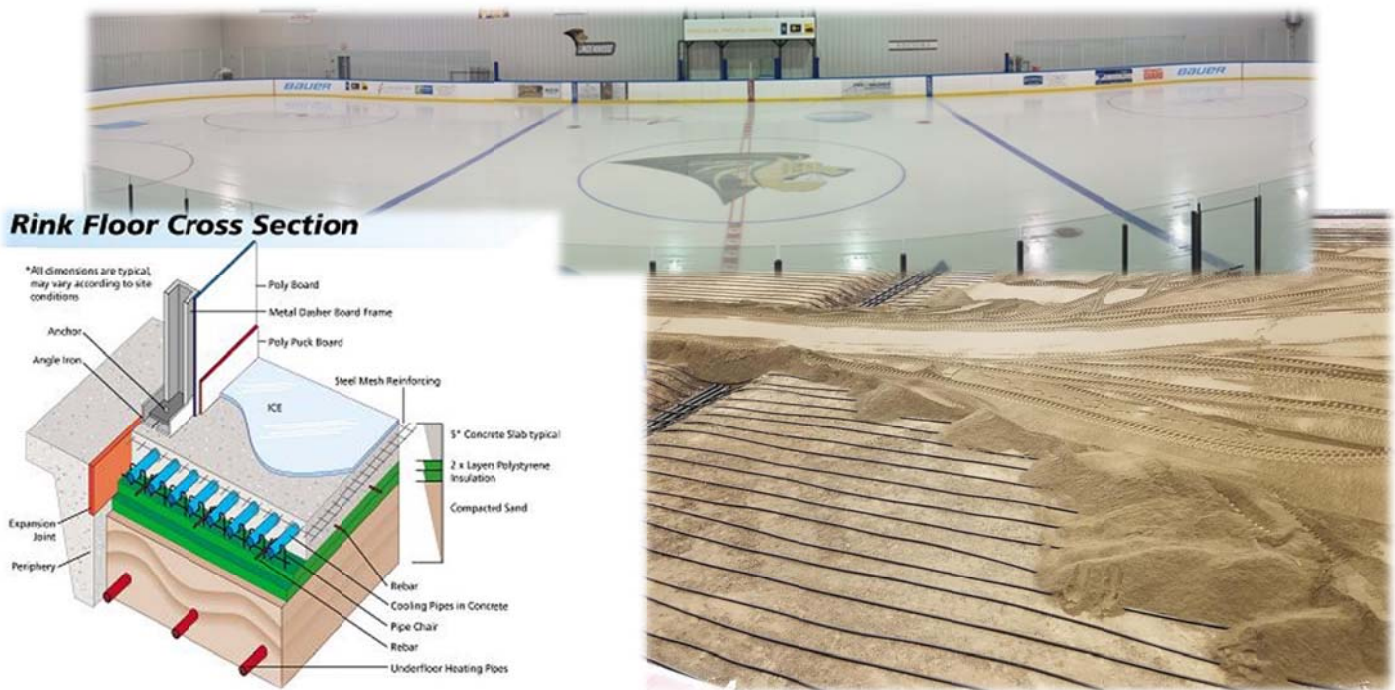 BAUER
BAUER
Rink Floor Cross Section
*All dimensions are typical,
may vary according to site
conditions
Poly Board
Metal Dasher Board Frame
Anchor
Angle Iron
Poly Puck Board
Steel Mesh Reinforcing
ICE
5" Concrete Slab typical
2 x Layers Polystyrene
Insulation
Compacted Sand
Expansion
Joint
Periphery
Rebar
Cooling Pipes in Concrete
Pipe Chair
Rebar
Underfloor Heating Pipes